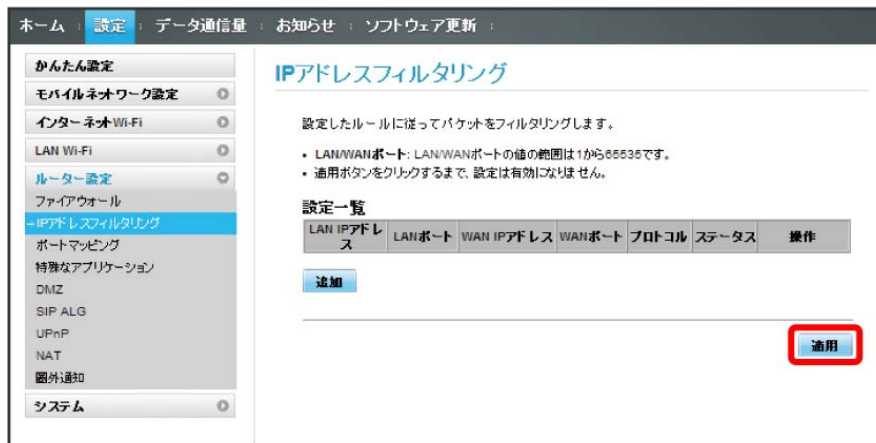 ホーム 設定 データ通信量 お知らせ ソフトウェア更新
かんたん設定
モバイルネットワーク設定
インターネットWi-Fi
LAN Wi-Fi
ルーター設定
ファイアウォール
IPアドレスフィルタリング
ポートマッピング
特殊なアプリケーション
DMZ
SIP ALG
UPnP
NAT
圏外通知
システム
IPアドレスフィルタリング
設定したルールに従ってパケットをフィルタリングします。
• LAN/WANポート: LAN/WANポートの値の範囲は1から65535です。
• 適用ボタンをクリックするまで、設定は有効になりません。
設定一覧
LAN IPアドレス LANポート WAN IPアドレス WANポート プロトコル ステータス 操作
追加
適用